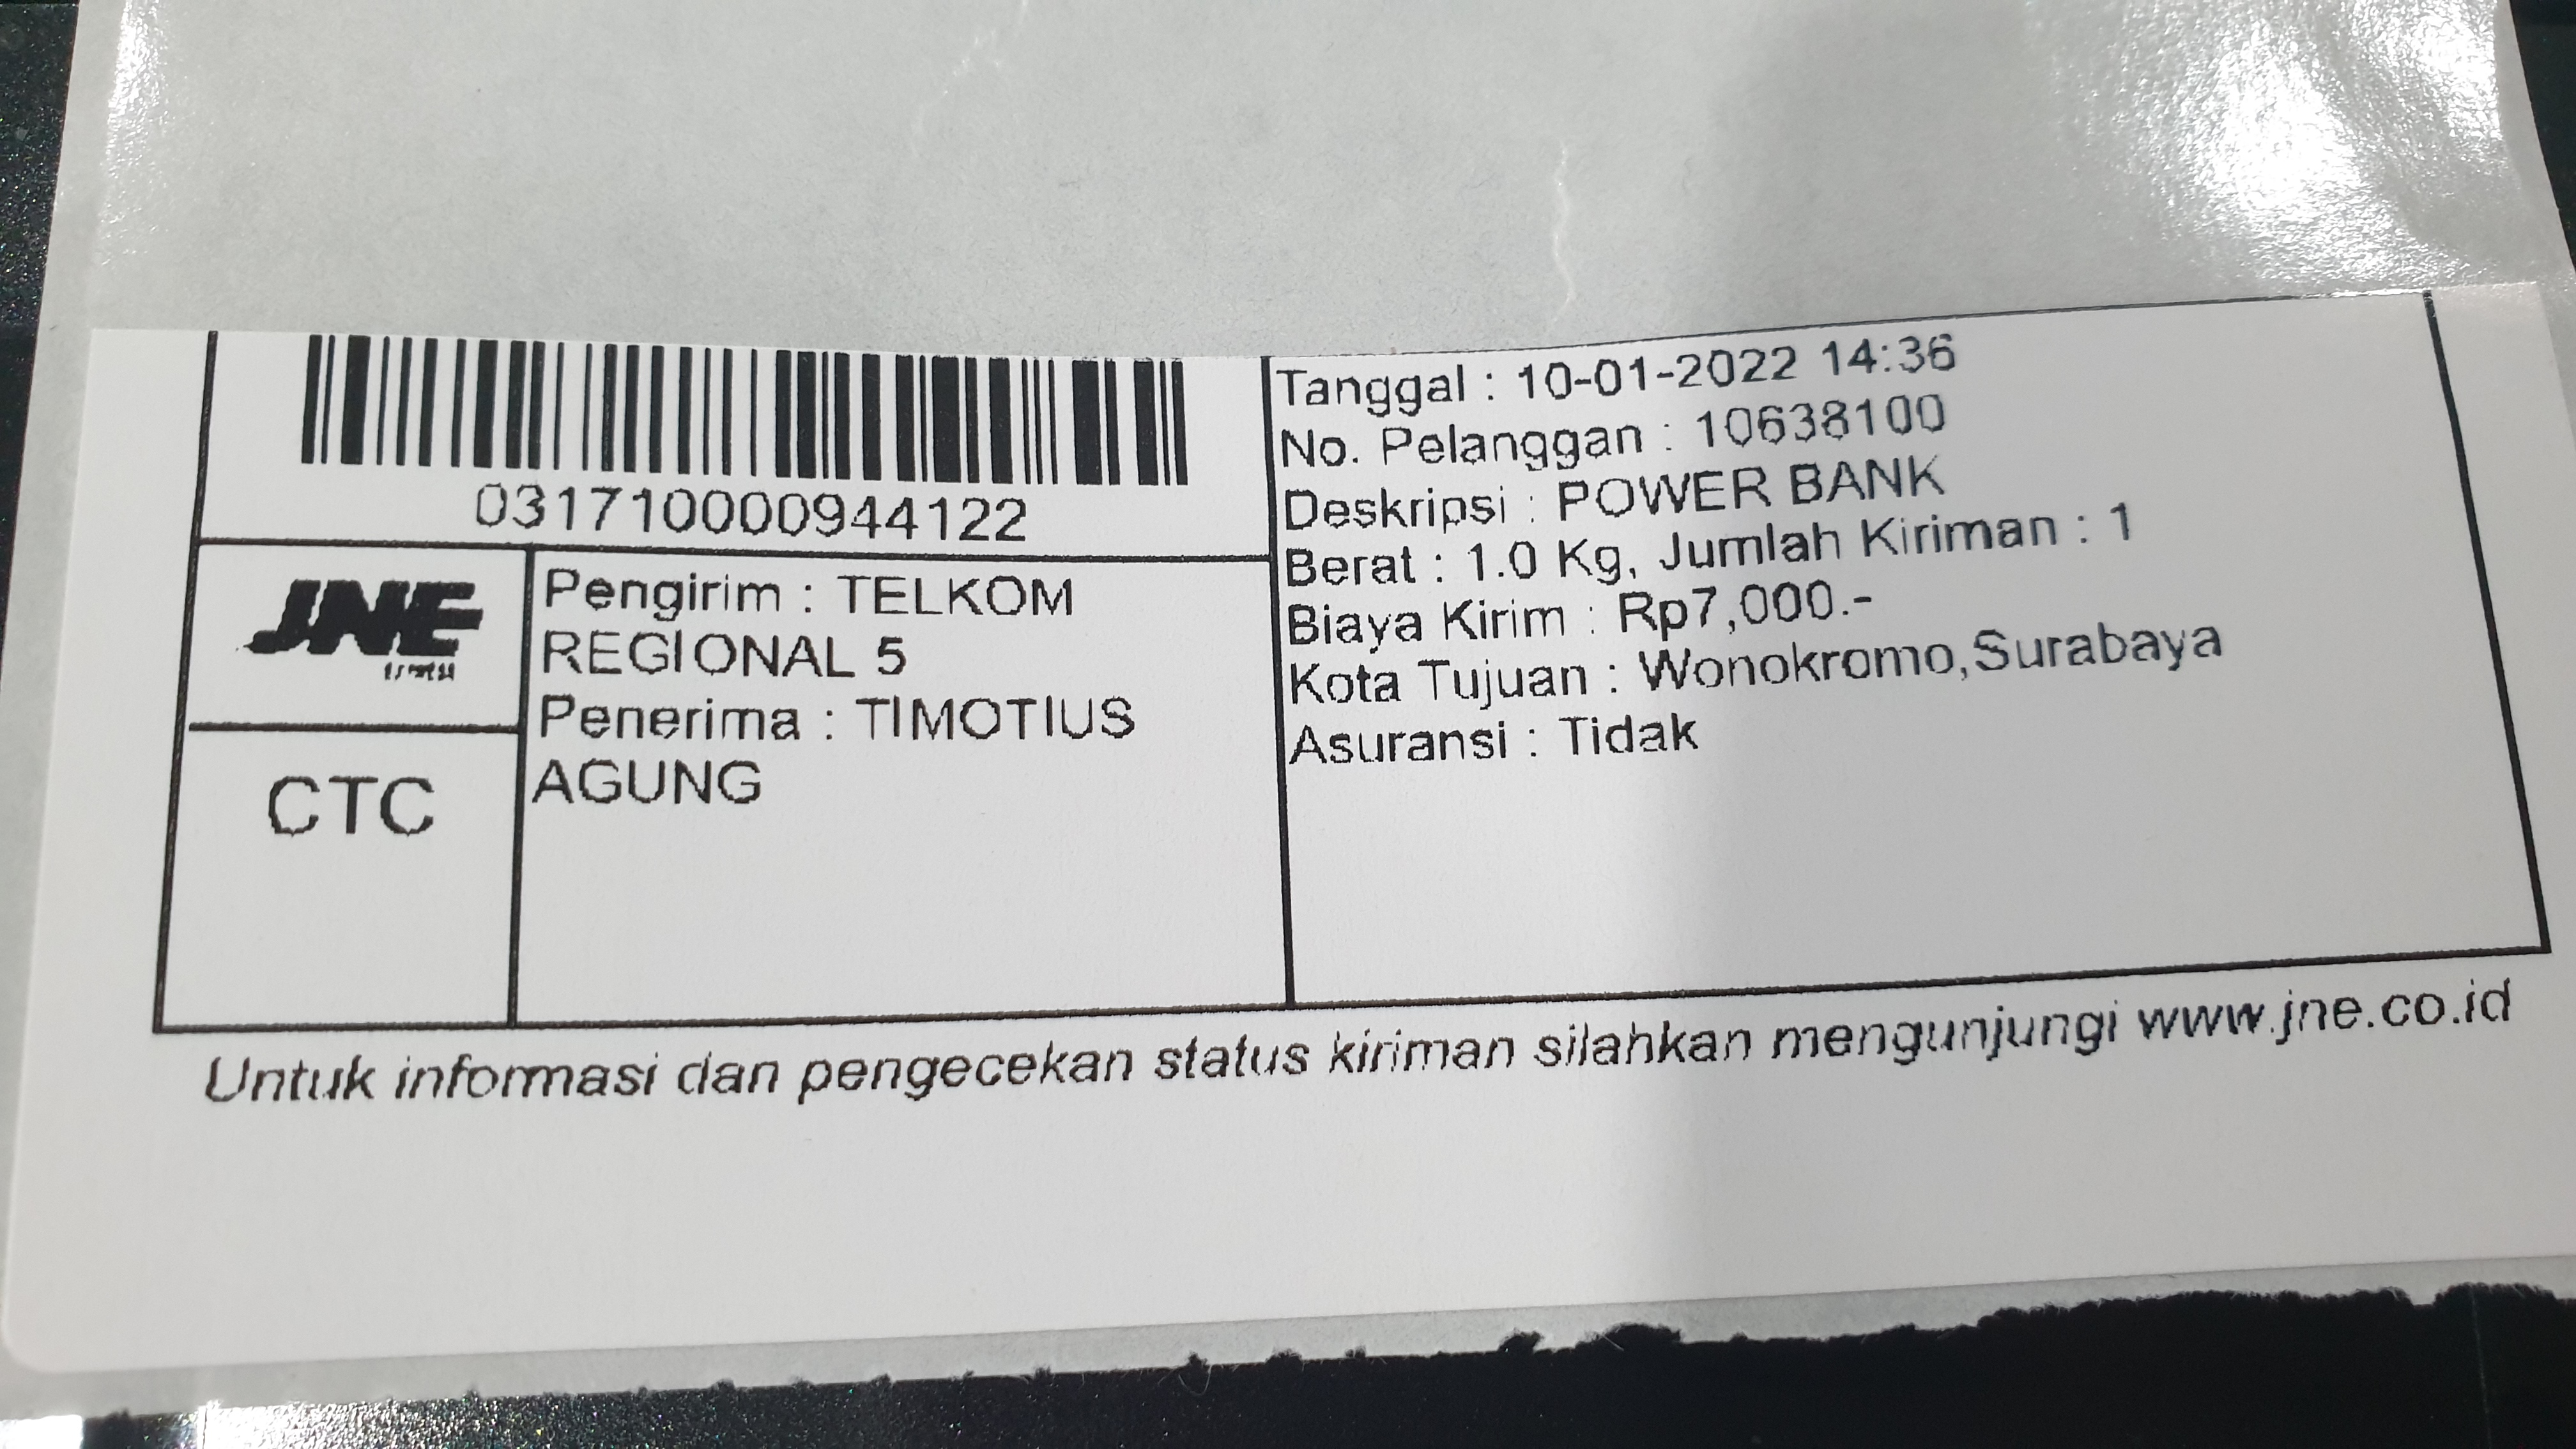 0317100009441 22
Tanggal : 10-01-2022 14:36
No. Pelanggan : 10638100
Deskripsi : POWER BANK
Berat : 1.0 Kg, Jumlah Kiriman : 1
Biaya Kirim : Rp7,000.-
Kota Tujuan : Wonokromo,Surabaya
Asuransi : Tidak
JNE
Pengirim : TELKOM
REGIONAL 5
Penerima : TIMOTIUS
AGUNG
CTC
Untuk informasi dan pengecekan status kiriman silahkan mengunjungi www.jne.co.id